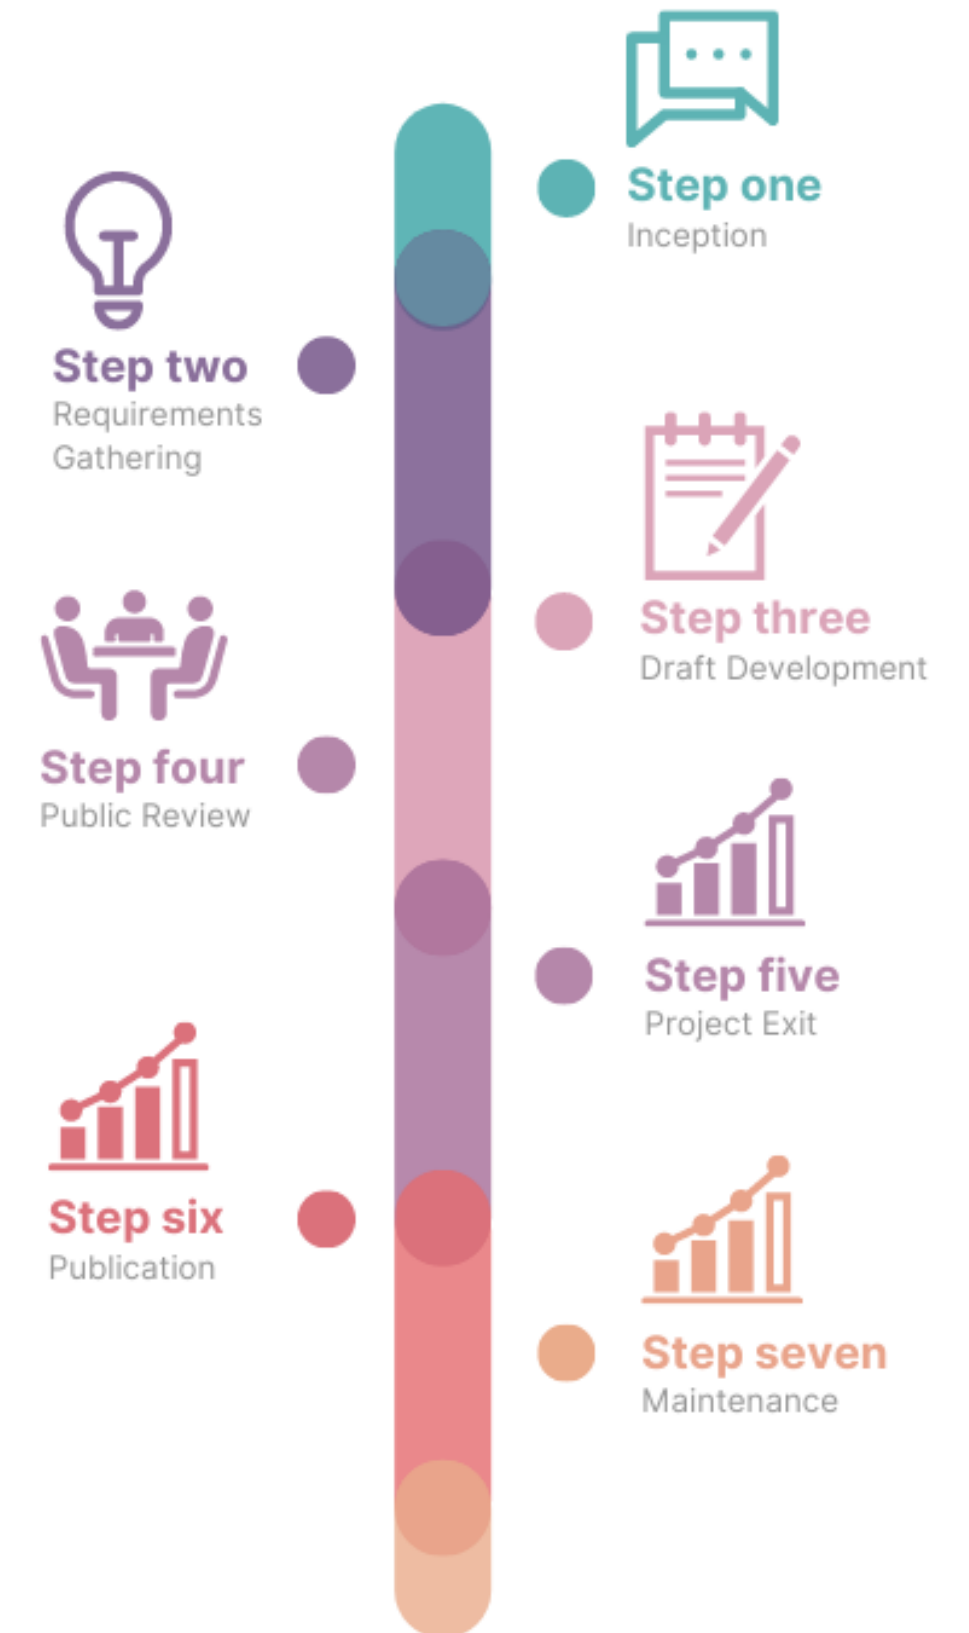 Step one
Inception
Step two
Requirements
Gathering
Step three
Draft Development
Step four
Public Review
Step five
Project Exit
Step six
Publication
Step seven
Maintenance